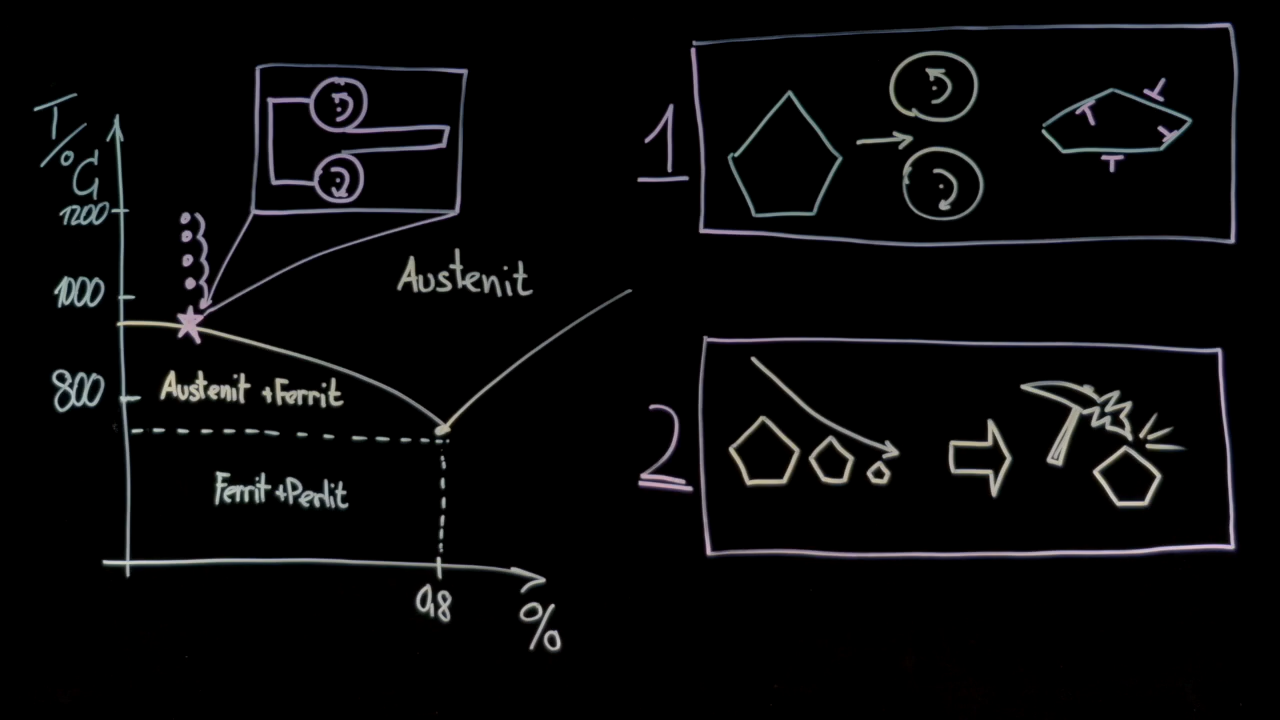 T/°C
1200
1000
800
Austenit
Austenit + Ferrit
Ferrit + Perlit
0,8
%
1
2